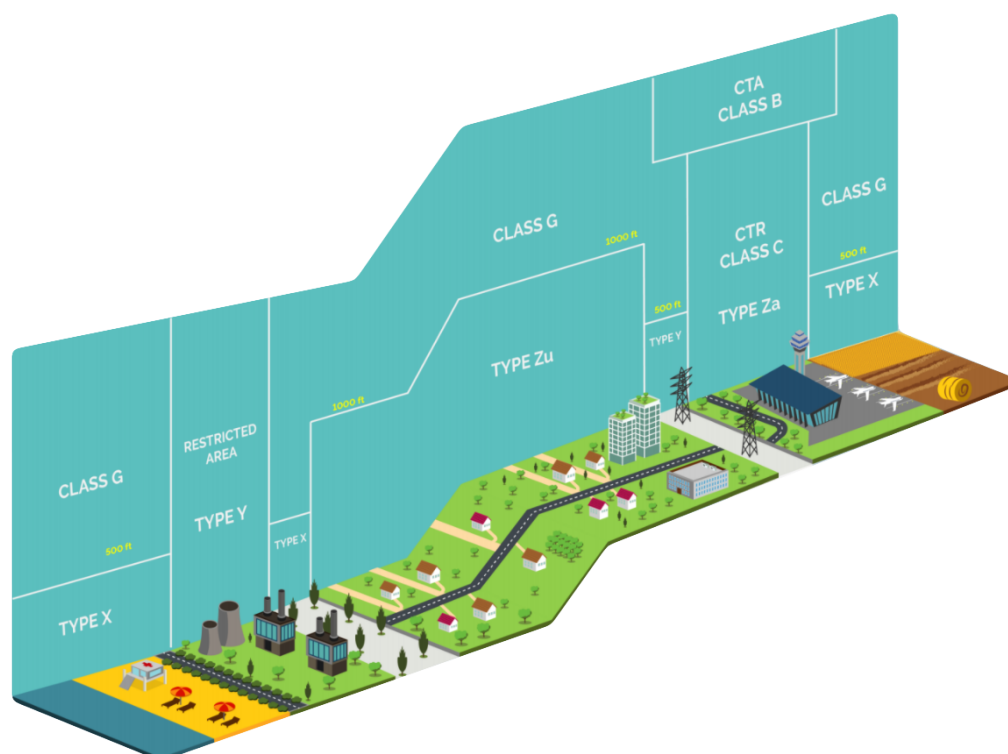 CTA
CLASS B
CLASS G
1000 ft
CTR
CLASS C
CLASS G
500 ft
TYPE X
500 ft
TYPE Y
TYPE Za
TYPE Zu
1000 ft
RESTRICTED
AREA
TYPE Y
CLASS G
500 ft
TYPE X
TYPE X